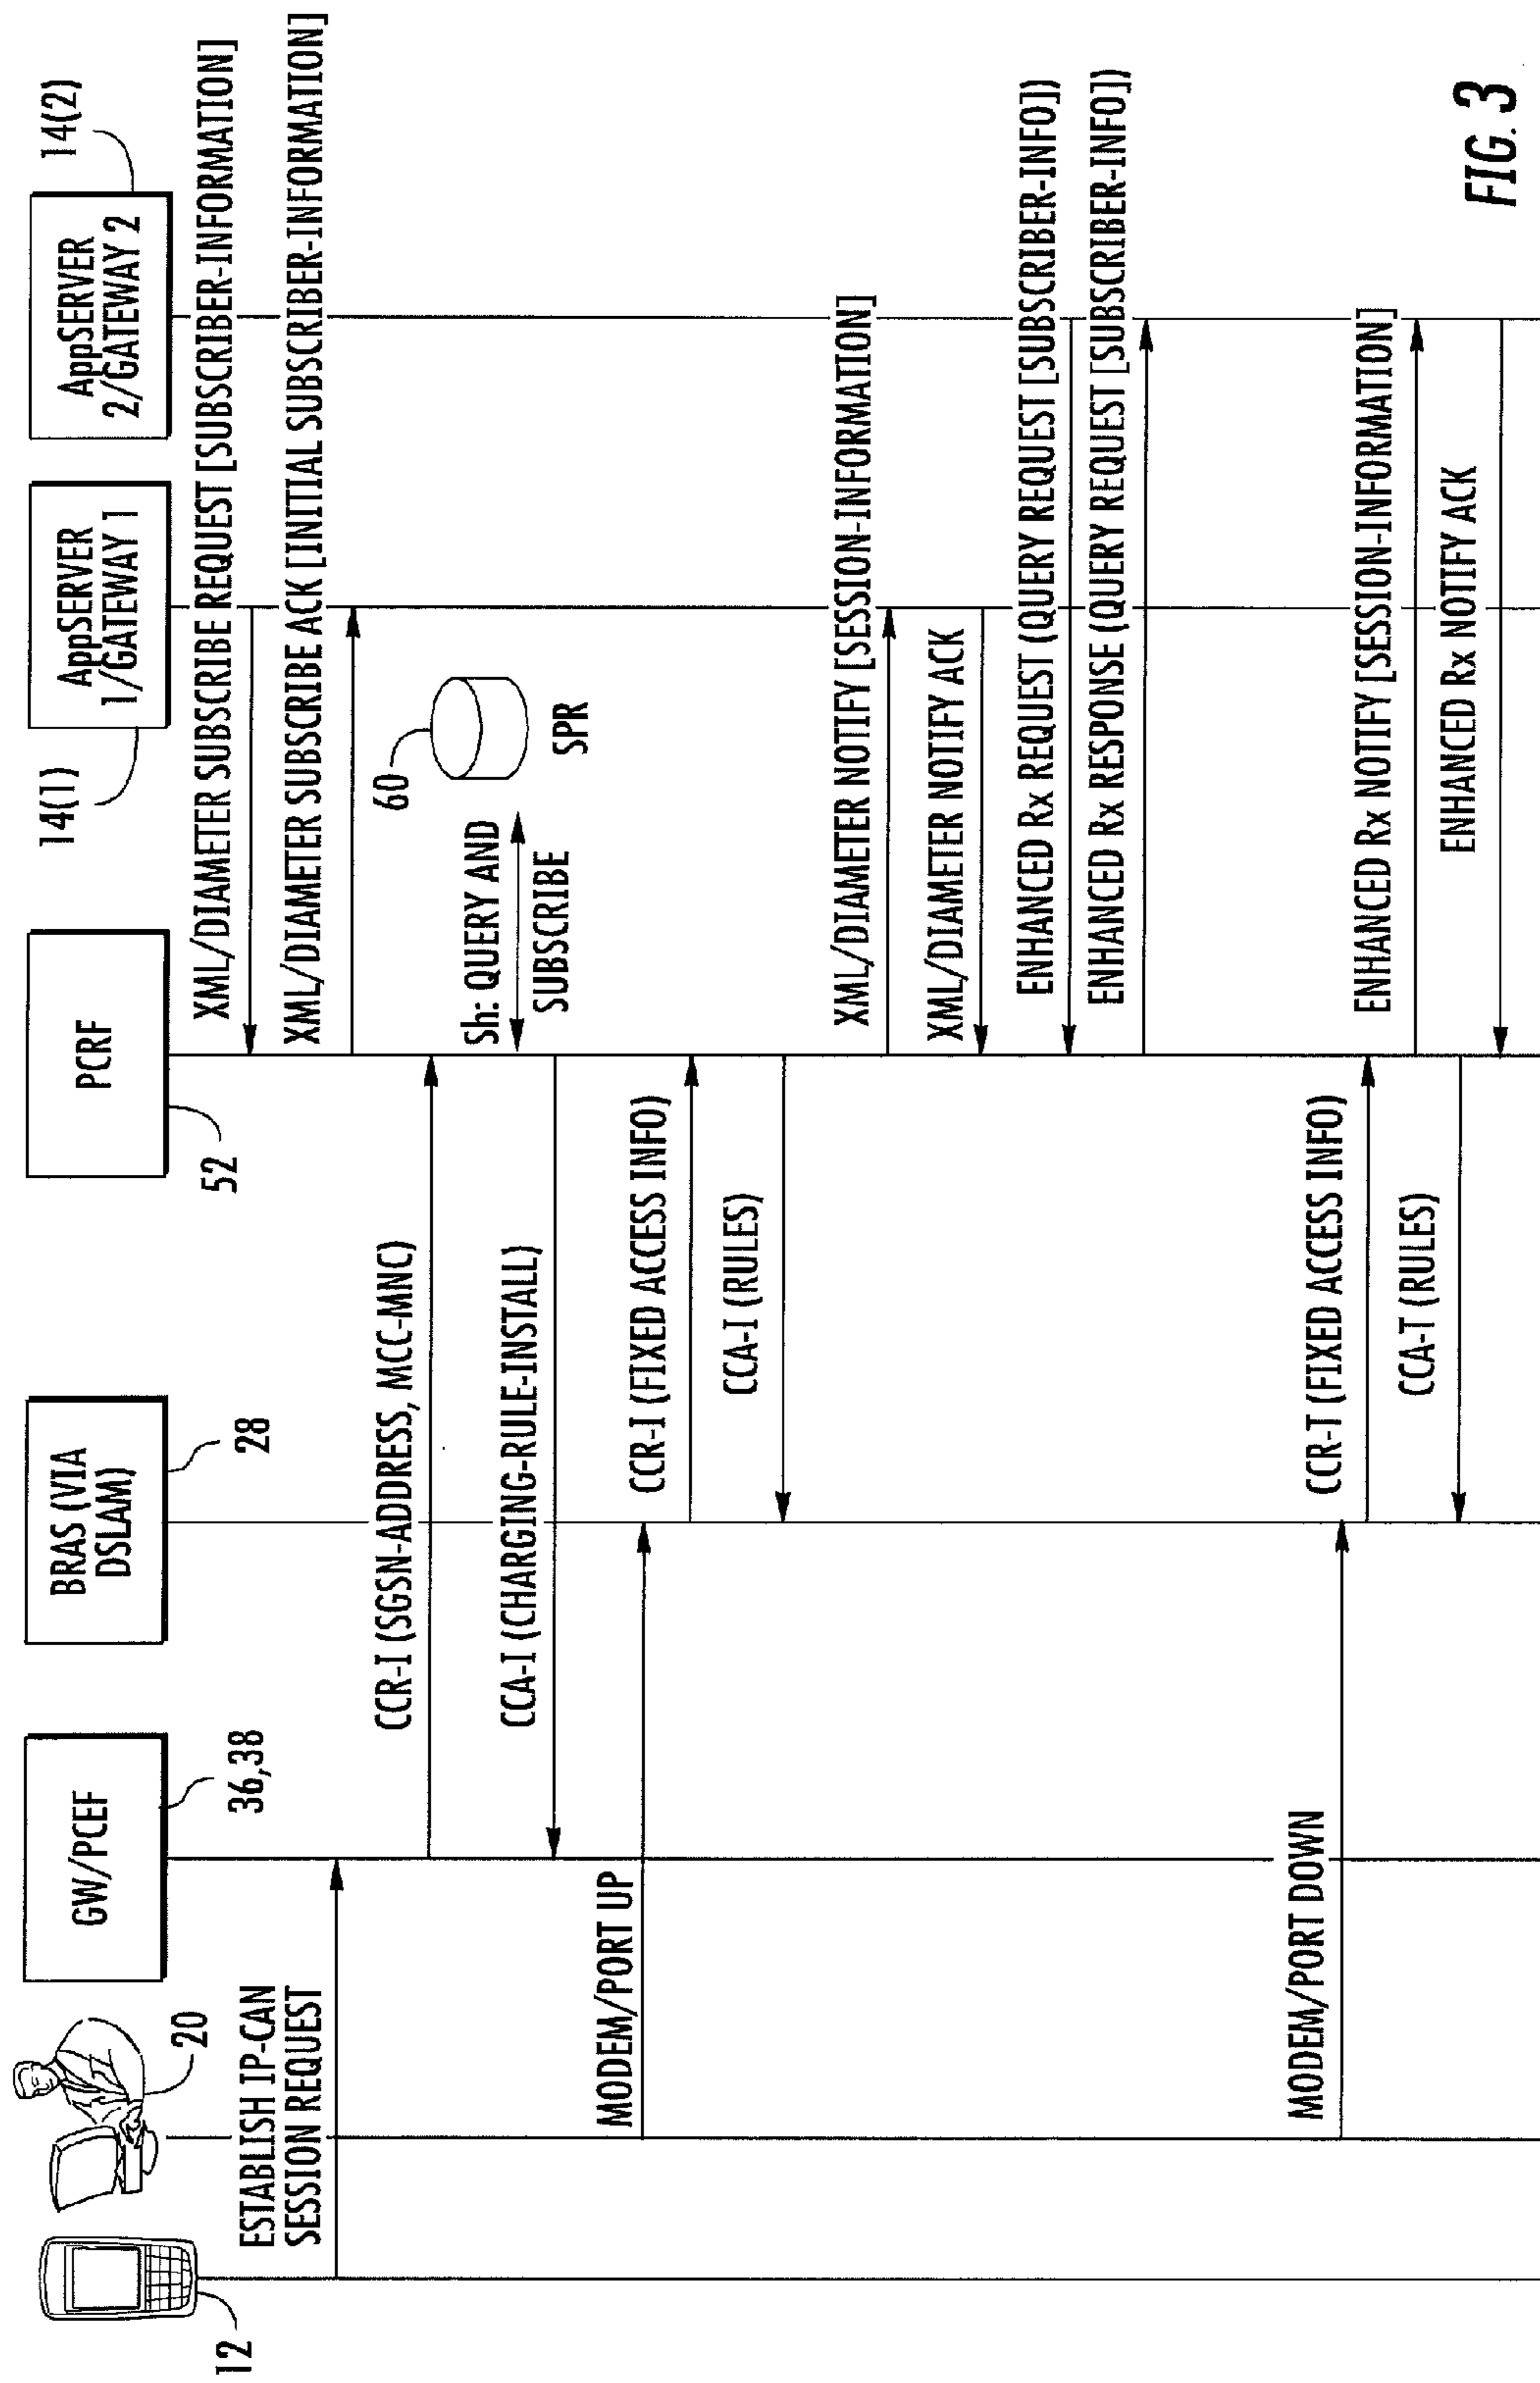 12
20
GW/PCEF
36,38
BRAS (VIA
DSLAM)
28
PCRF
52
AppSERVER
1/GATEWAY 1
14(1)
AppSERVER
2/GATEWAY 2
14(2)
XML/DIAMETER SUBSCRIBE REQUEST [SUBSCRIBER-INFORMATION]
ESTABLISH IP-CAN
SESSION REQUEST
XML/DIAMETER SUBSCRIBE ACK [INITIAL SUBSCRIBER-INFORMATION]
CCR-I (SGSN-ADDRESS, MCC-MNC)
60
SPR
Sh: QUERY AND
SUBSCRIBE
CCA-I (CHARGING-RULE-INSTALL)
MODEM/PORT UP
CCR-I (FIXED ACCESS INFO)
CCA-I (RULES)
XML/DIAMETER NOTIFY [SESSION-INFORMATION]
XML/DIAMETER NOTIFY ACK
ENHANCED Rx REQUEST (QUERY REQUEST [SUBSCRIBER-INFO])
ENHANCED Rx RESPONSE (QUERY REQUEST [SUBSCRIBER-INFO])
MODEM/PORT DOWN
CCR-T (FIXED ACCESS INFO)
ENHANCED Rx NOTIFY [SESSION-INFORMATION]
CCA-T (RULES)
ENHANCED Rx NOTIFY ACK
FIG. 3